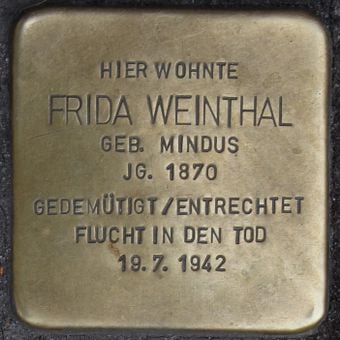 HIER WOHNTE
FRIDA WEINTHAL
GEB. MINDUS
JG. 1870
GEDEMÜTIGT/ENTRECHTET
FLUCHT IN DEN TOD
19.7.1942